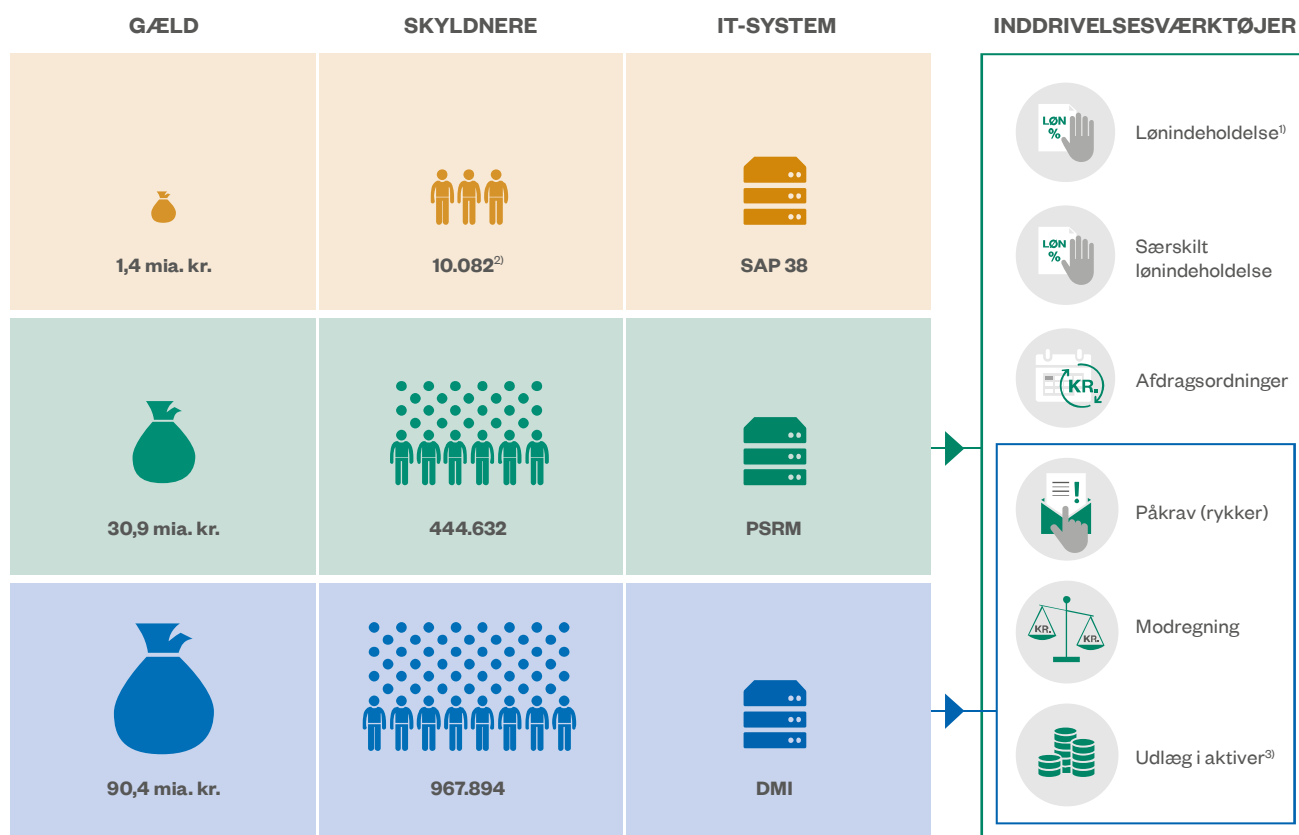 GÆLD
SKYLDNERE
IT-SYSTEM
INDDRIVELSESVÆRKTØJER
1,4 mia. kr.
10.082²⁾
SAP 38
30,9 mia. kr.
444.632
PSRM
90,4 mia. kr.
967.894
DMI
LØN
%
Lønindeholdelse¹⁾
LØN
%
Særskilt
lønindeholdelse
KR.
Afdragsordninger
!
Påkrav (rykker)
KR.
KR.
Modregning
Udlæg i aktiver³⁾